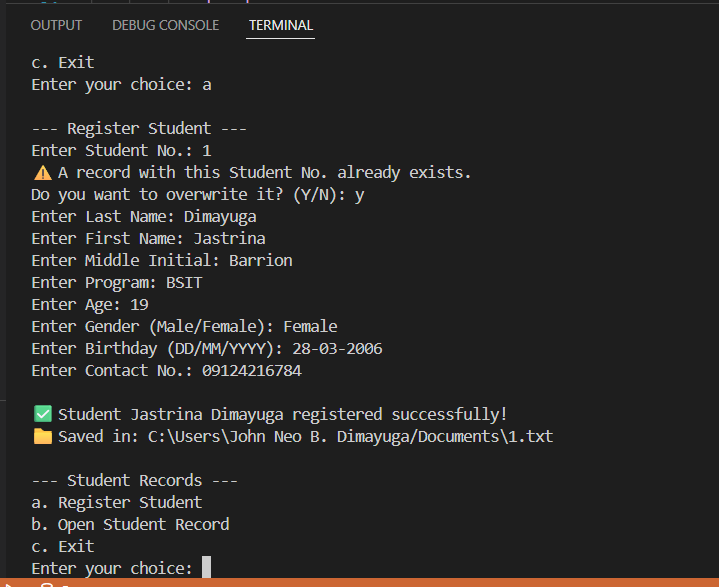 OUTPUT DEBUG CONSOLE TERMINAL
c. Exit
Enter your choice: a
--- Register Student ---
Enter Student No.: 1
⚠️ A record with this Student No. already exists.
Do you want to overwrite it? (Y/N): y
Enter Last Name: Dimayuga
Enter First Name: Jastrina
Enter Middle Initial: Barrion
Enter Program: BSIT
Enter Age: 19
Enter Gender (Male/Female): Female
Enter Birthday (DD/MM/YYYY): 28-03-2006
Enter Contact No.: 09124216784
✅ Student Jastrina Dimayuga registered successfully!
📁 Saved in: C:\Users\John Neo B. Dimayuga/Documents\1.txt
--- Student Records ---
a. Register Student
b. Open Student Record
c. Exit
Enter your choice: